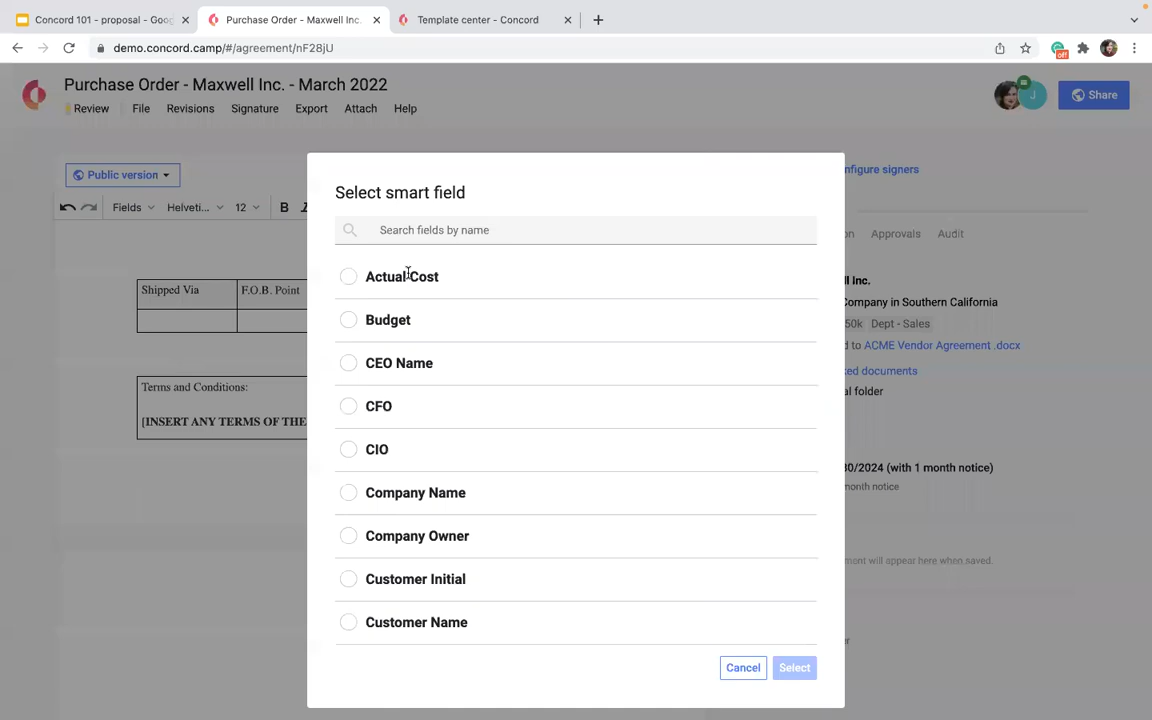 Concord 101 - proposal - Goog
Purchase Order - Maxwell Inc.
Template center - Concord
demo.concord.camp/#/agreement/nF28jU
off
Purchase Order - Maxwell Inc. - March 2022
Review File Revisions Signature Export Attach Help
J
Share
Public version
nfigure signers
Fields Helveti... 12 B I
on Approvals Audit
Shipped Via F.O.B. Point
Terms and Conditions:
[INSERT ANY TERMS OF THE
ll Inc.
Company in Southern California
50k Dept - Sales
d to ACME Vendor Agreement .docx
ked documents
al folder
30/2024 (with 1 month notice)
month notice
ment will appear here when saved.
er
Select smart field
Search fields by name
Actual Cost
Budget
CEO Name
CFO
CIO
Company Name
Company Owner
Customer Initial
Customer Name
Cancel Select